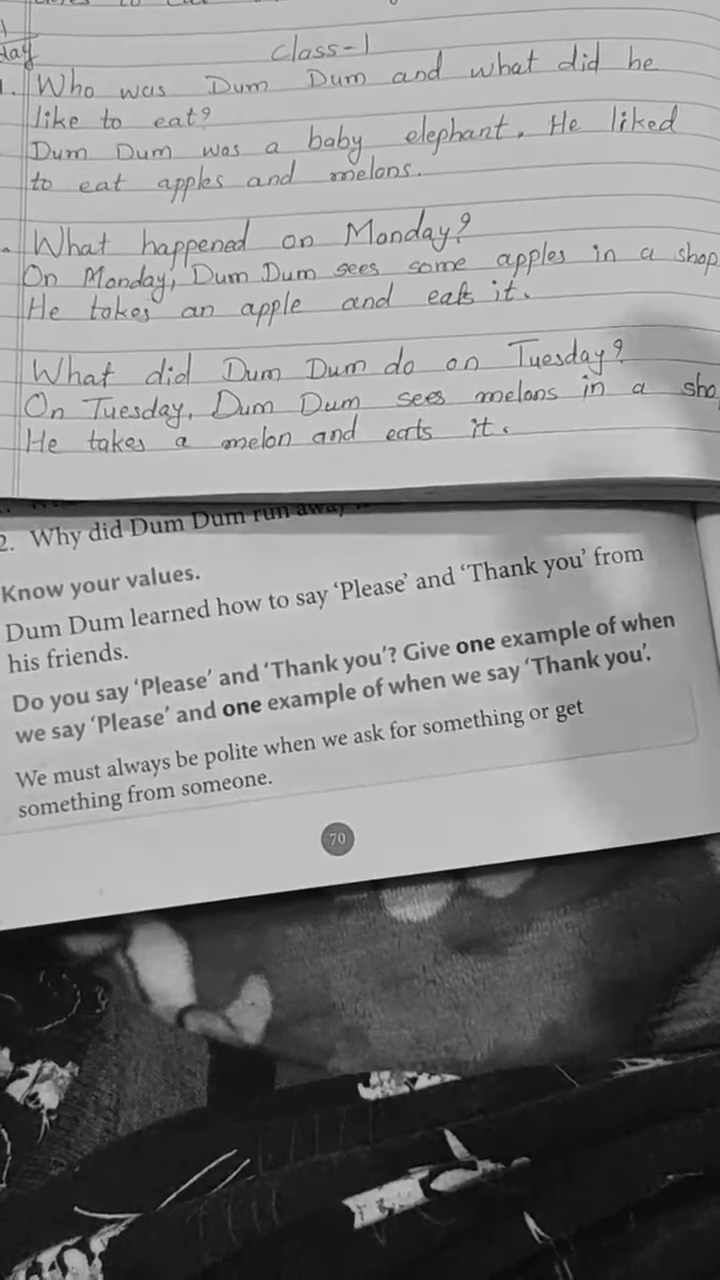 day
Class-1
1. Who was Dum Dum and what did he
like to eat?
Dum Dum was a baby elephant. He liked
to eat apples and melons.
What happened on Monday?
On Monday, Dum Dum sees some apples in a shop
He takes an apple and eats it.
What did Dum Dum do on Tuesday?
On Tuesday, Dum Dum sees melons in a sho
He takes a melon and eats it.
2. Why did Dum Dum run away
Know your values.
Dum Dum learned how to say ‘Please’ and ‘Thank you’ from
his friends.
Do you say ‘Please’ and ‘Thank you’? Give one example of when
we say ‘Please’ and one example of when we say ‘Thank you’.
We must always be polite when we ask for something or get
something from someone.
70